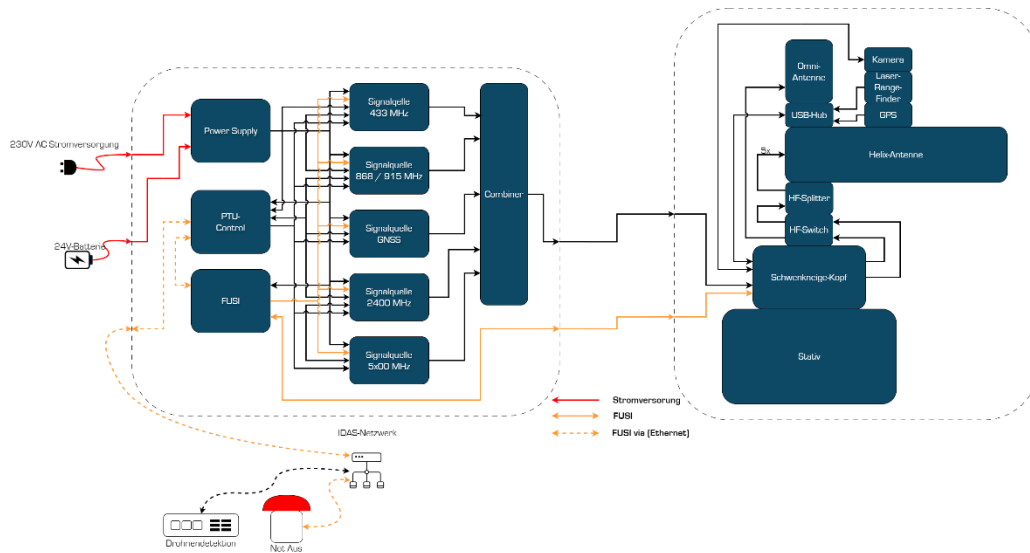 230V AC Stromversorgung
24V-Batterie
Power Supply
PTU-
Control
FUSI
Signalqelle
433 MHz
Signalquelle
868 / 915 MHz
Signalquelle
GNSS
Signalquelle
2400 MHz
Signalquelle
5x00 MHz
Combiner
Omni-
Antenne
Kamera
Laser-
Range-
Finder
USB-Hub
GPS
5x
Helix-Antenne
HF-Splitter
HF-Switch
Schwenkneige-Kopf
Stativ
Stromversorung
FUSI
FUSI via (Ethernet)
IDAS-Netzwerk
Drohnendetektion
Not Aus